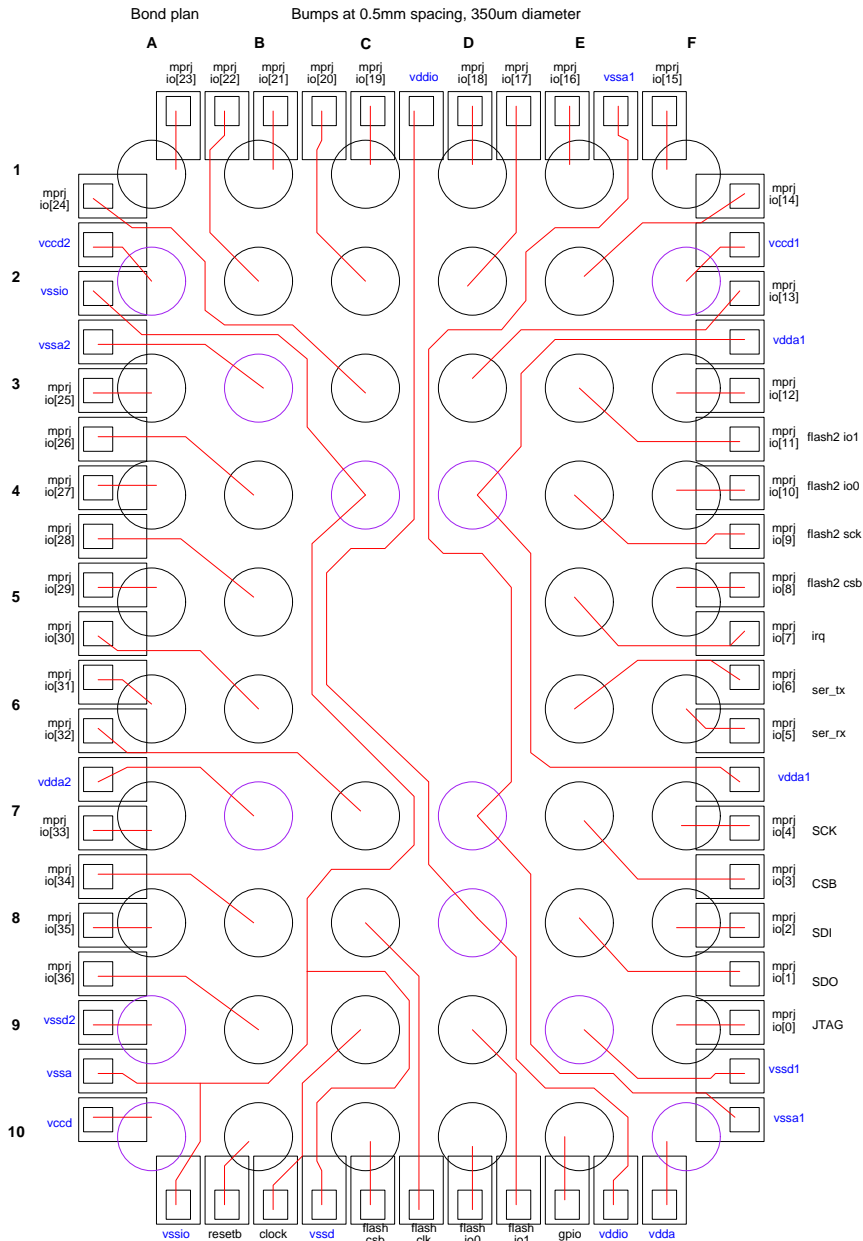 Bond plan
Bumps at 0.5mm spacing, 350um diameter
A B C D E F
mprj
io[23]
mprj
io[22]
mprj
io[21]
mprj
io[20]
mprj
io[19]
vddio
mprj
io[18]
mprj
io[17]
mprj
io[16]
vssa1
mprj
io[15]
1
mprj
io[24]
mprj
io[14]
vccd2
vccd1
2
vssio
mprj
io[13]
vssa2
vdda1
3
mprj
io[25]
mprj
io[12]
mprj
io[26]
mprj
io[11]
flash2 io1
4
mprj
io[27]
mprj
io[10]
flash2 io0
mprj
io[28]
mprj
io[9]
flash2 sck
5
mprj
io[29]
mprj
io[8]
flash2 csb
mprj
io[30]
mprj
io[7]
irq
mprj
io[31]
mprj
io[6]
ser_tx
6
mprj
io[32]
mprj
io[5]
ser_rx
vdda2
vdda1
7
mprj
io[33]
mprj
io[4]
SCK
mprj
io[34]
mprj
io[3]
CSB
8
mprj
io[35]
mprj
io[2]
SDI
mprj
io[36]
mprj
io[1]
SDO
9
vssd2
mprj
io[0]
JTAG
vssa
vssd1
10
vccd
vssa1
vssio
resetb
clock
vssd
flash
csb
flash
clk
flash
io0
flash
io1
gpio
vddio
vdda